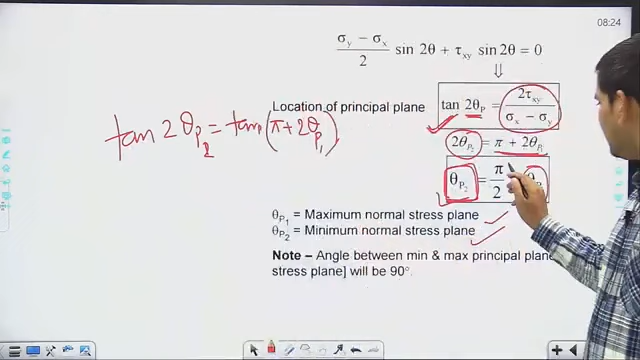 08:24
σy − σx / 2 sin 2θ + τxy sin 2θ = 0
⇓
Location of principal plane tan 2θP = 2τxy / σx − σy
tan 2θP2 = tan (π + 2θP1)
2θP2 = π + 2θP1
θP2 = π / 2 θP
θP1 = Maximum normal stress plane
θP2 = Minimum normal stress plane
Note – Angle between min & max principal plane
stress plane] will be 90°.